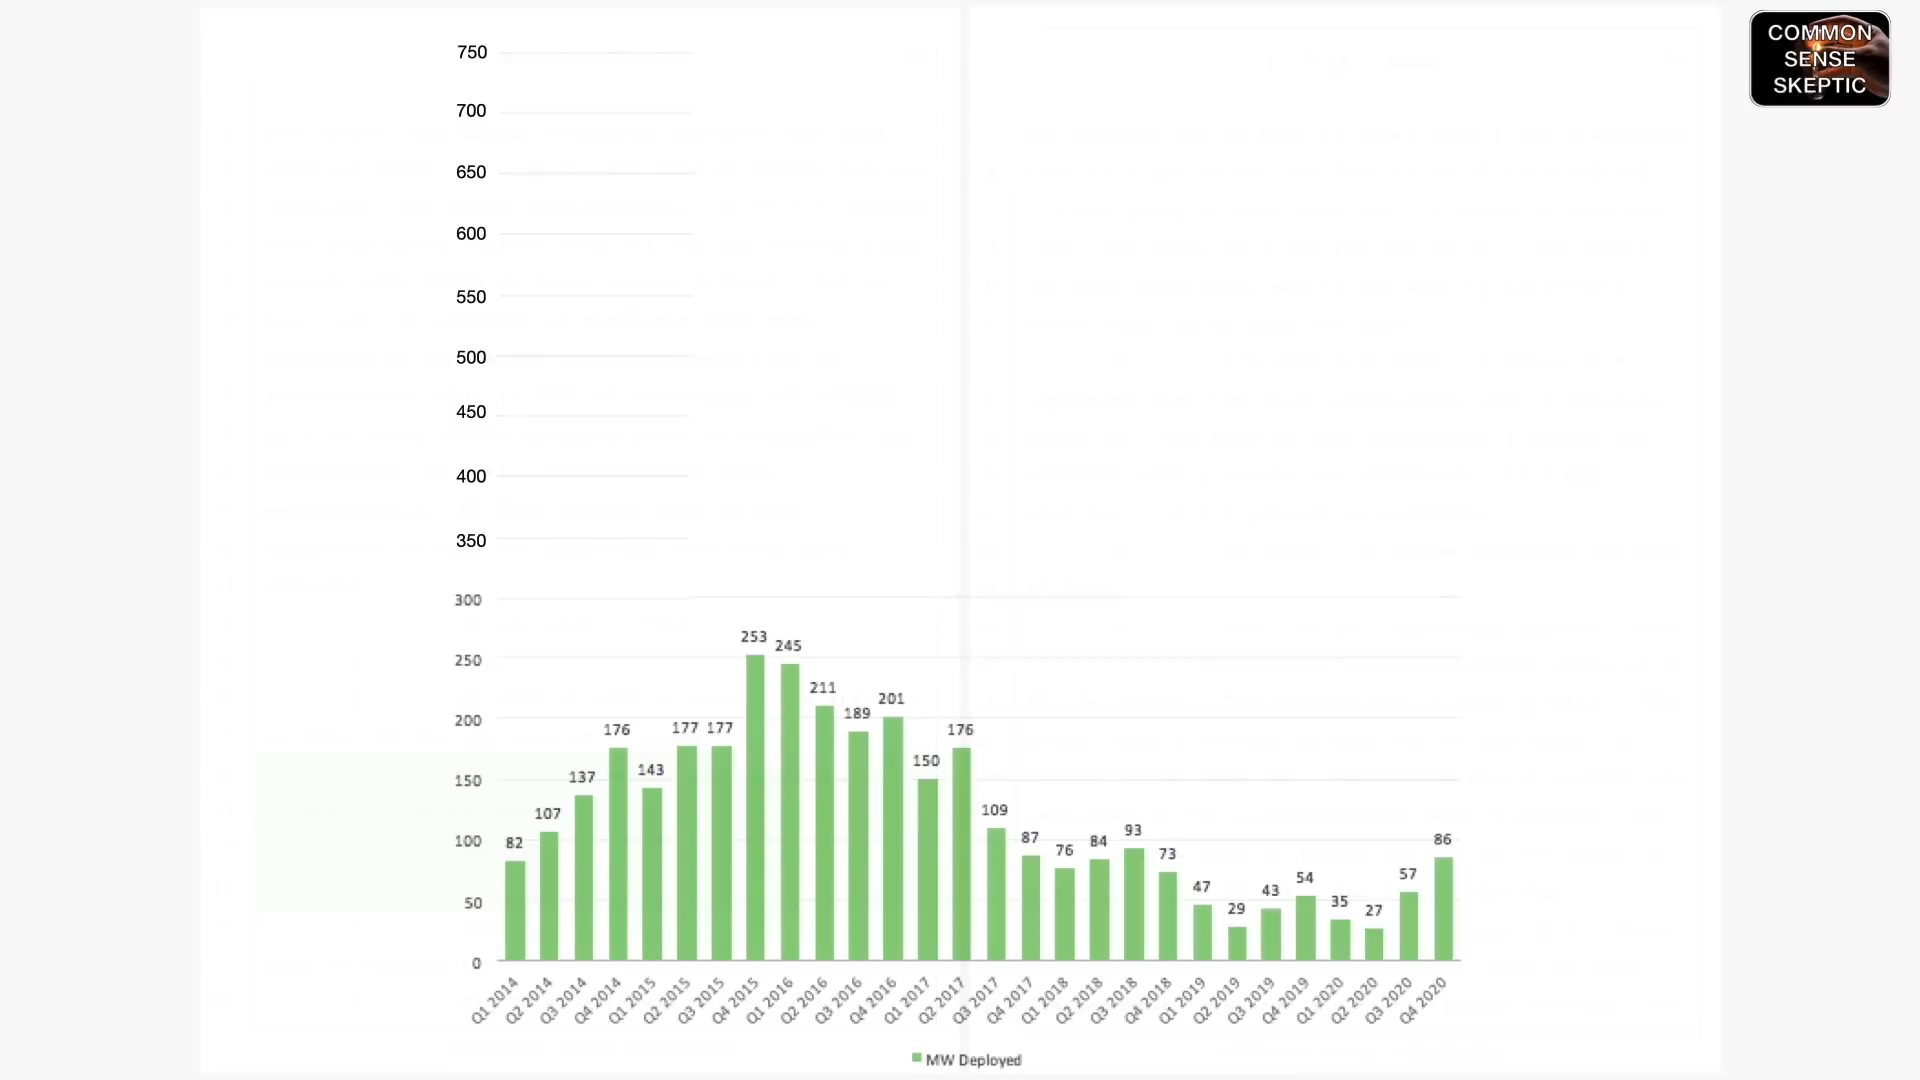 COMMON
SENSE
SKEPTIC
750
700
650
600
550
500
450
400
350
300
250
200
150
100
50
0
82
107
137
176
143
177
177
253
245
211
189
201
150
176
109
87
76
84
93
73
47
29
43
54
35
27
57
86
Q1 2014
Q2 2014
Q3 2014
Q4 2014
Q1 2015
Q2 2015
Q3 2015
Q4 2015
Q1 2016
Q2 2016
Q3 2016
Q4 2016
Q1 2017
Q2 2017
Q3 2017
Q4 2017
Q1 2018
Q2 2018
Q3 2018
Q4 2018
Q1 2019
Q2 2019
Q3 2019
Q4 2019
Q1 2020
Q2 2020
Q3 2020
Q4 2020
MW Deployed